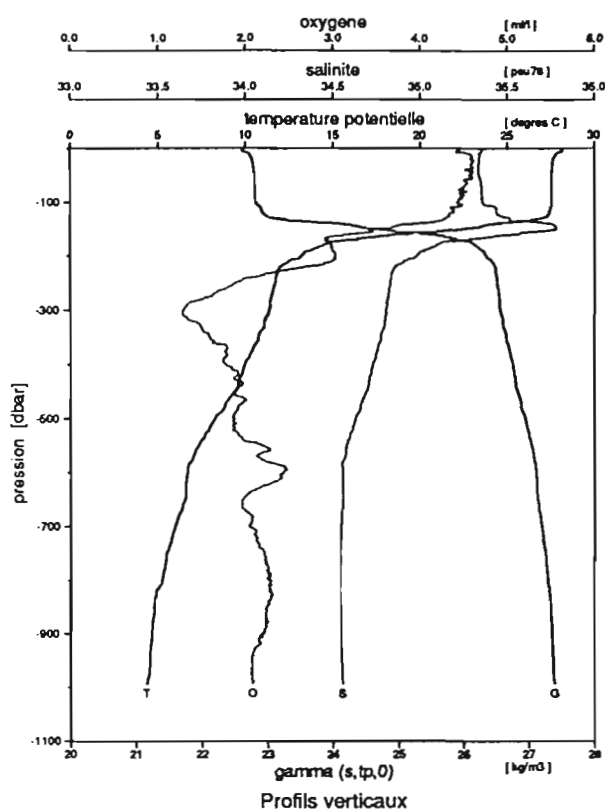 oxygene [ ml/l ]
0.0 1.0 2.0 3.0 4.0 5.0 6.0
salinite [ psu78 ]
33.0 33.5 34.0 34.5 35.0 35.5 36.0
temperature potentielle [ degres C ]
0 5 10 15 20 25 30
-100
-300
-500
-700
-900
-1100
pression [dbar]
T O S G
20 21 22 23 24 25 26 27 28
gamma (s,tp,0) [ kg/m3 ]
Profils verticaux